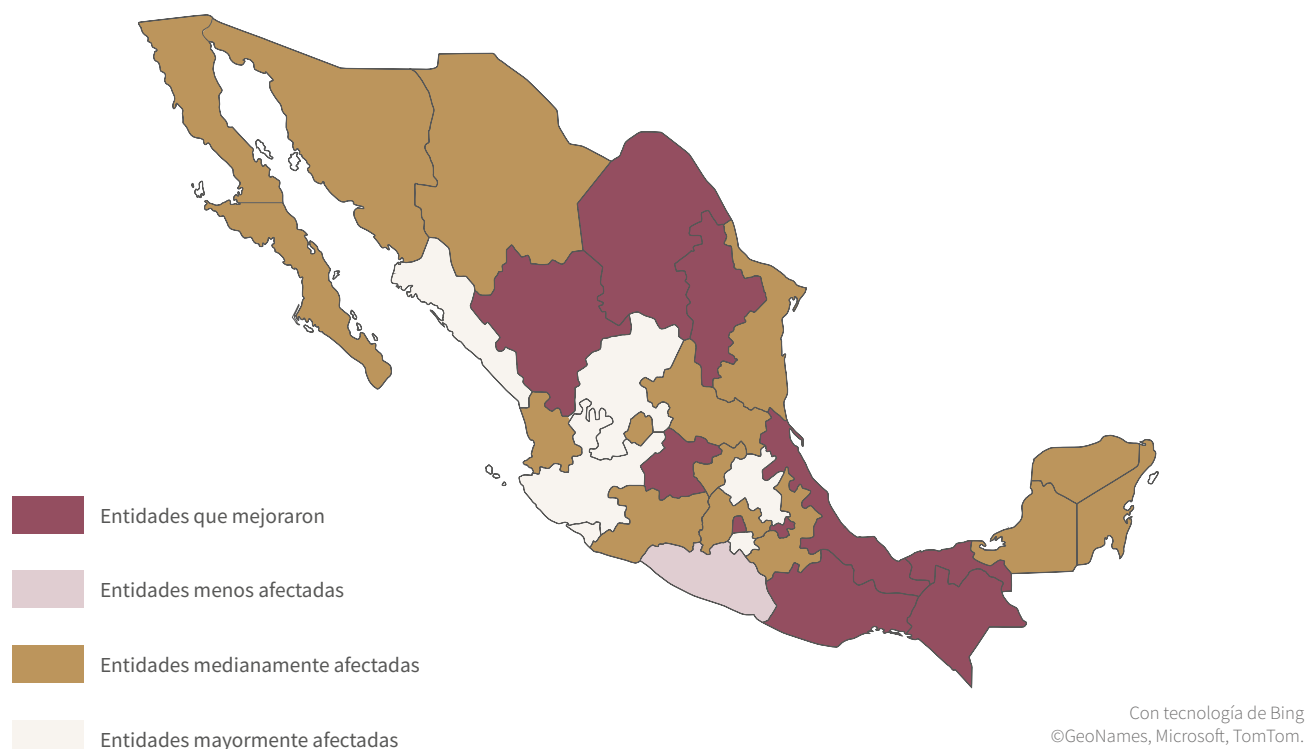 Entidades que mejoraron
Entidades menos afectadas
Entidades medianamente afectadas
Entidades mayormente afectadas
Con tecnología de Bing
©GeoNames, Microsoft, TomTom.